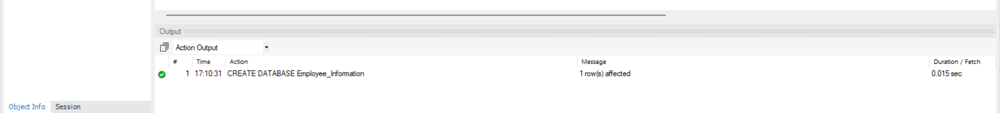 Output
Action Output
# Time Action Message Duration / Fetch
1 17:10:31 CREATE DATABASE Employee_Information 1 row(s) affected 0.015 sec
Object Info Session